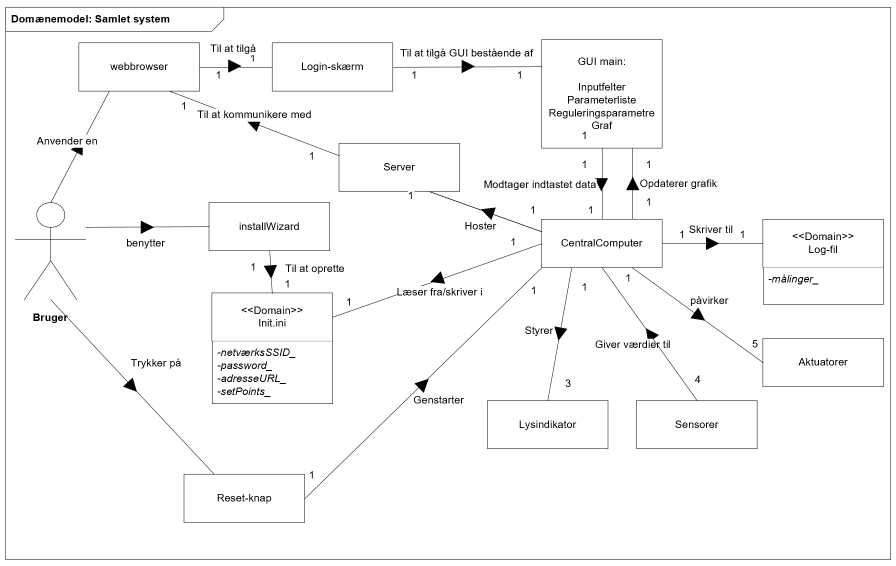 Domænemodel: Samlet system
webbrowser
Til at tilgå
1
1
Login-skærm
Til at tilgå GUI bestående af
1
1
GUI main:
Inputfelter
Parameterliste
Reguleringsparametre
Graf
1
Anvender en
1
Til at kommunikere med
1
Server
1
Hoster
1
1
Modtager indtastet data
1
1
Opdaterer grafik
1
Bruger
benytter
installWizard
1
Til at oprette
1
<<Domain>>
Init.ini
-netværksSSID_
-password_
-adresseURL_
-setPoints_
1
Læser fra/skriver i
1
CentralComputer
1
Skriver til
1
<<Domain>>
Log-fil
-målinger_
Trykker på
Reset-knap
1
Genstarter
1
1
Styrer
3
Lysindikator
1
Giver værdier til
4
Sensorer
1
påvirker
5
Aktuatorer